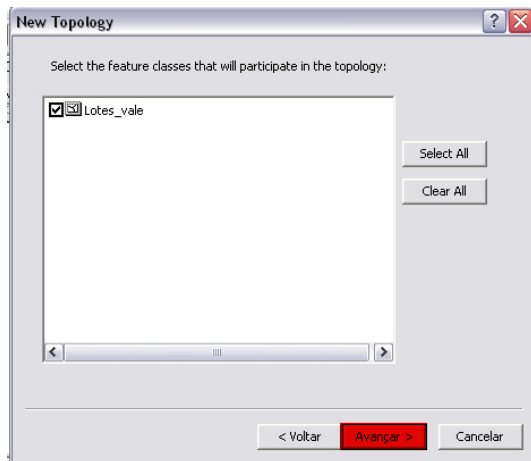 New Topology
Select the feature classes that will participate in the topology:
Lotes_vale
Select All
Clear All
< Voltar
Avançar >
Cancelar